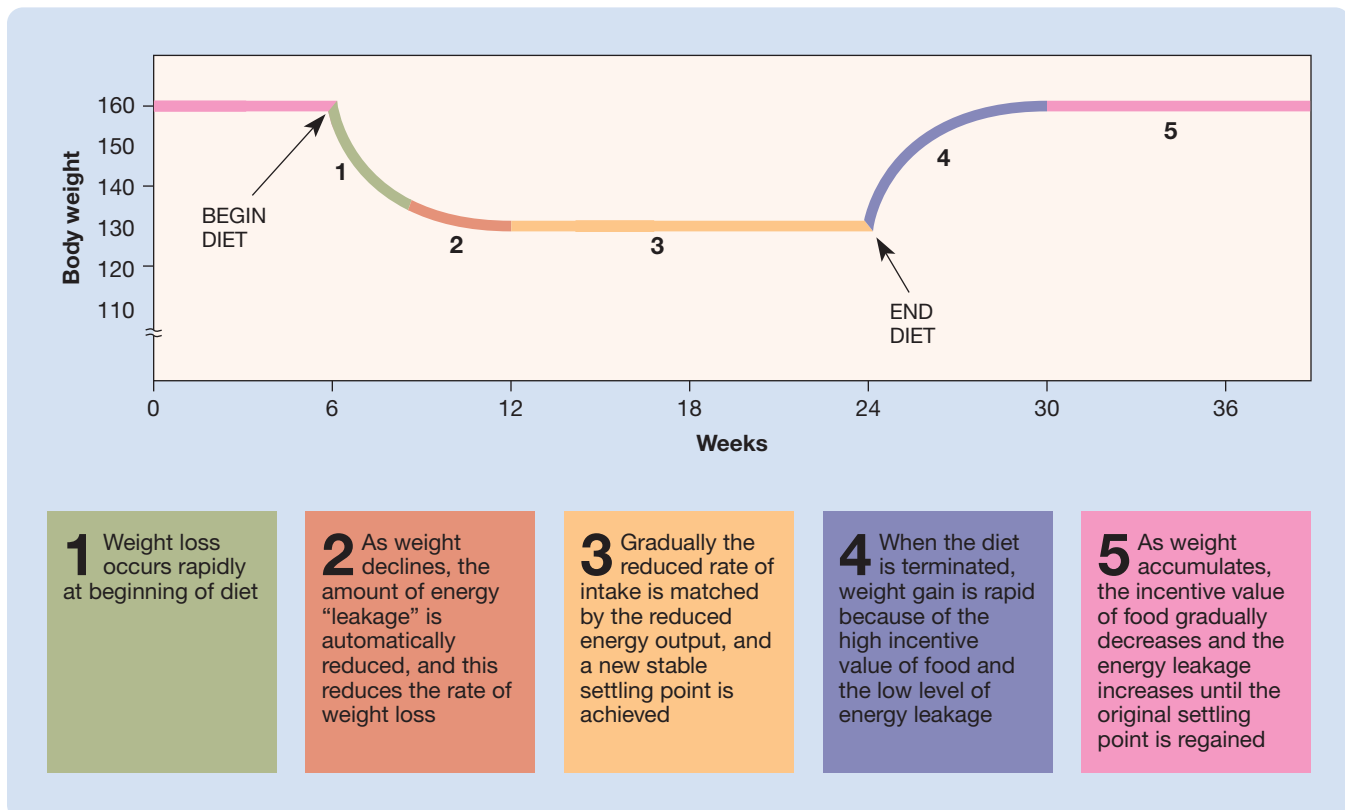 160
150
140
130
120
110
Body weight
BEGIN
DIET
1
2
3
4
5
END
DIET
0
6
12
18
24
30
36
Weeks
1 Weight loss
occurs rapidly
at beginning of diet
2 As weight
declines, the
amount of energy
“leakage” is
automatically
reduced, and this
reduces the rate of
weight loss
3 Gradually the
reduced rate of
intake is matched
by the reduced
energy output, and
a new stable
settling point is
achieved
4 When the diet
is terminated,
weight gain is rapid
because of the
high incentive
value of food and
the low level of
energy leakage
5 As weight
accumulates,
the incentive value
of food gradually
decreases and the
energy leakage
increases until the
original settling
point is regained